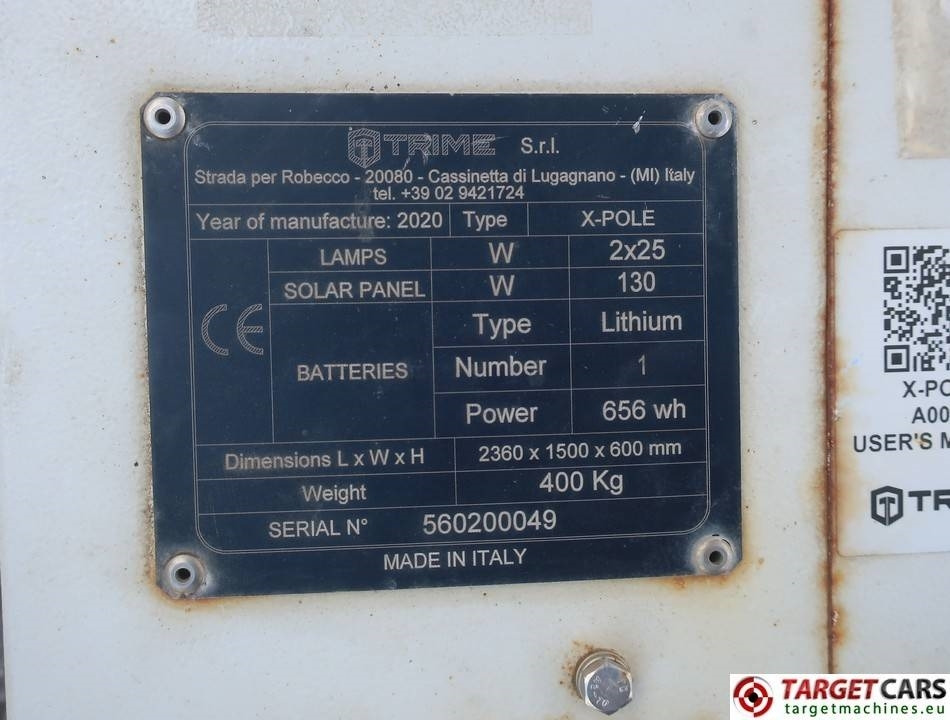 TRIME S.r.l.
Strada per Robecco - 20080 - Cassinetta di Lugagnano - (MI) Italy
tel. +39 02 9421724
Year of manufacture: 2020 Type X-POLE
LAMPS W 2x25
SOLAR PANEL W 130
CE
BATTERIES
Type Lithium
Number 1
Power 656 wh
Dimensions L x W x H 2360 x 1500 x 600 mm
Weight 400 Kg
SERIAL N° 560200049
MADE IN ITALY
X-PO
A00
USER'S M
TR
TARGETCARS
targetmachines.eu